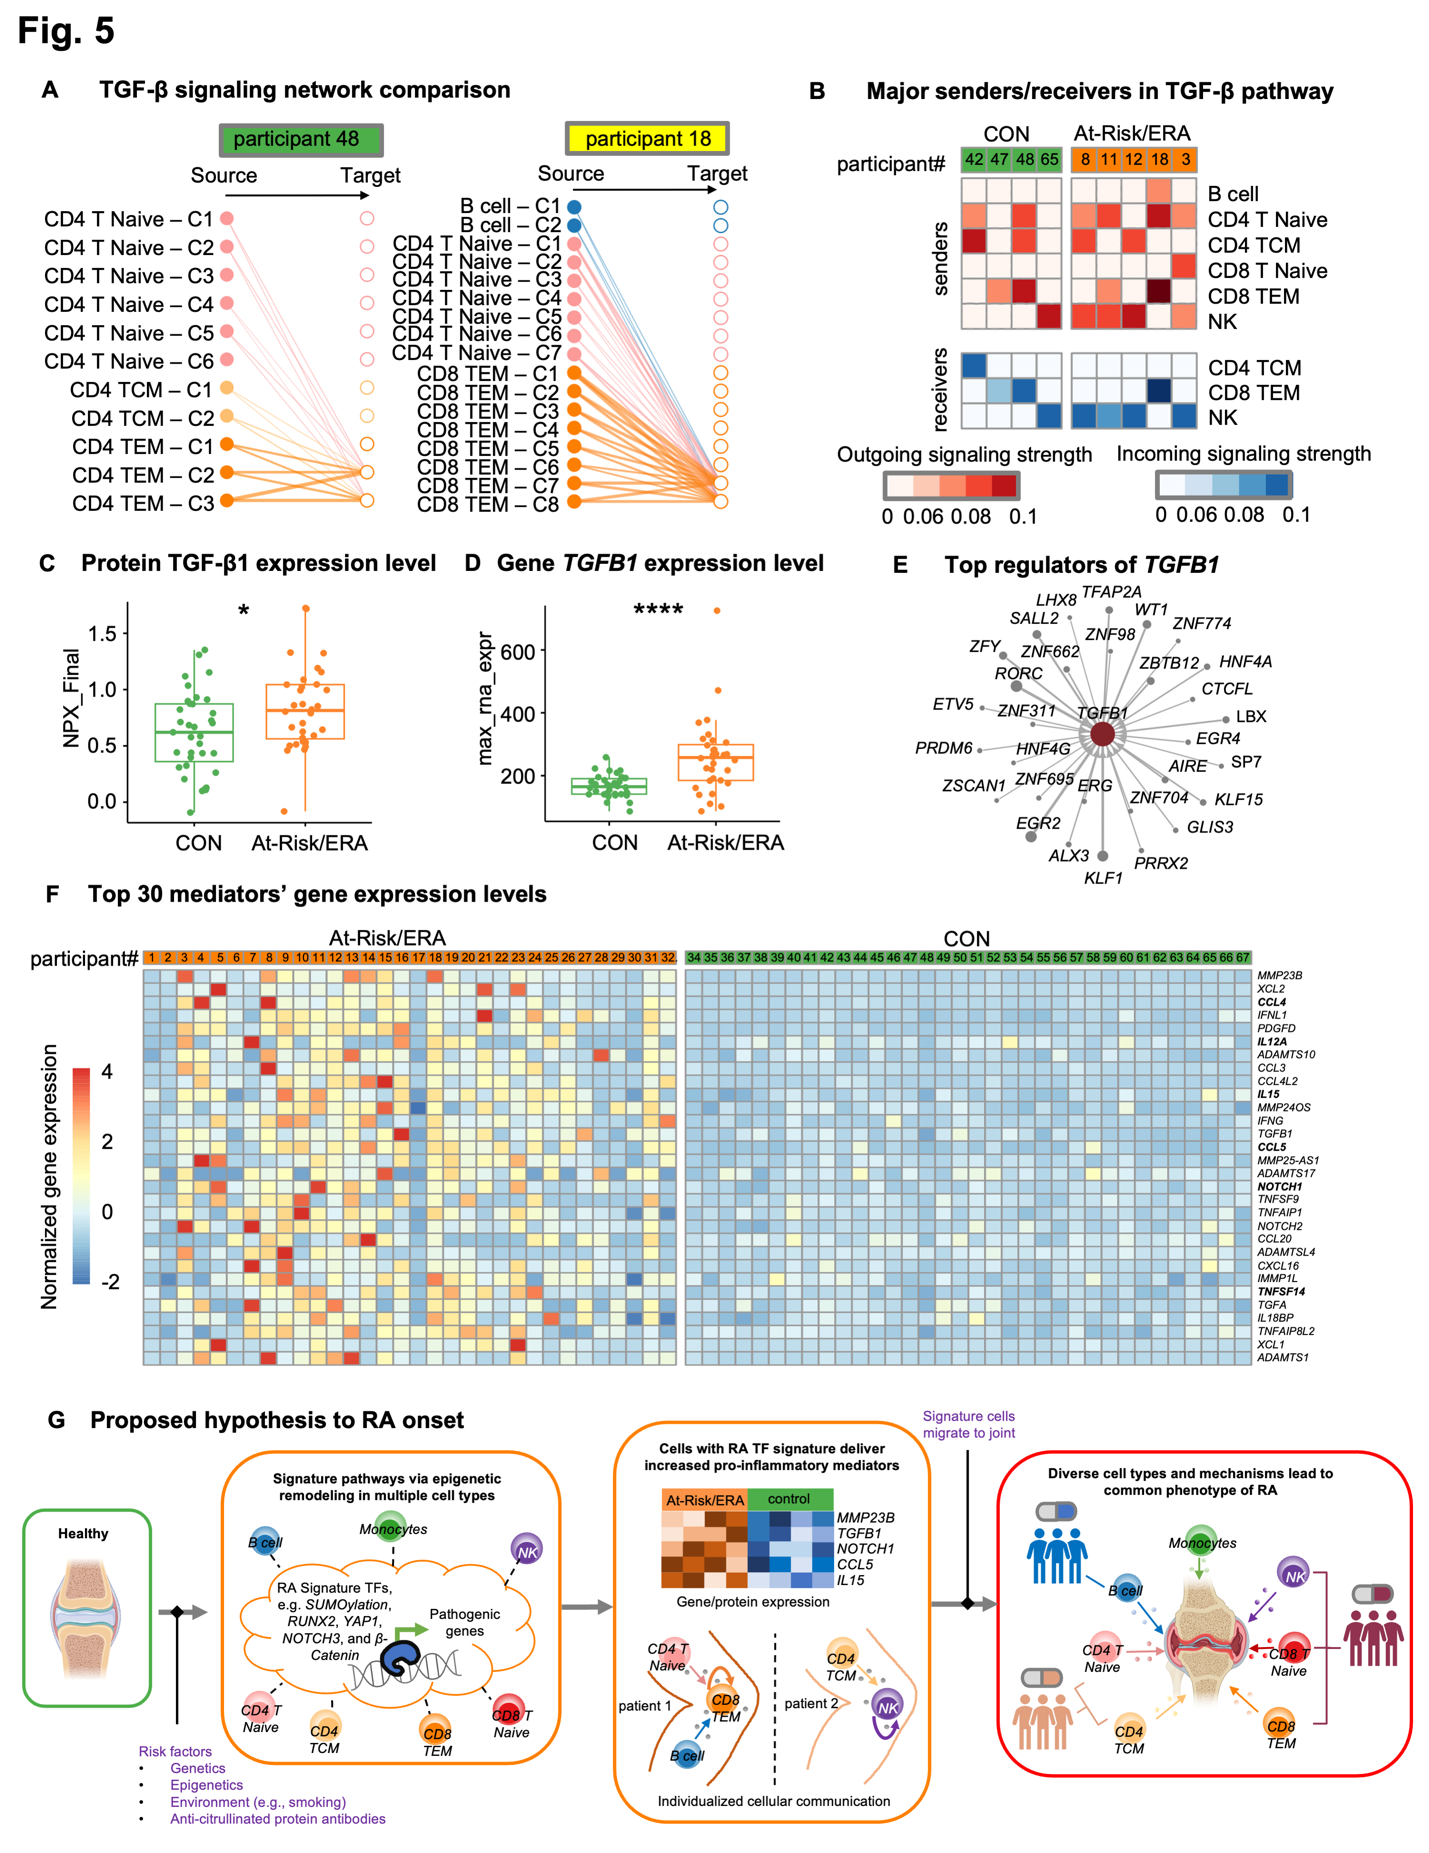 Fig. 5
A TGF-β signaling network comparison
participant 48
Source Target
CD4 T Naive – C1
CD4 T Naive – C2
CD4 T Naive – C3
CD4 T Naive – C4
CD4 T Naive – C5
CD4 T Naive – C6
CD4 TCM – C1
CD4 TCM – C2
CD4 TEM – C1
CD4 TEM – C2
CD4 TEM – C3
participant 18
Source Target
B cell – C1
B cell – C2
CD4 T Naive – C1
CD4 T Naive – C2
CD4 T Naive – C3
CD4 T Naive – C4
CD4 T Naive – C5
CD4 T Naive – C6
CD4 T Naive – C7
CD8 TEM – C1
CD8 TEM – C2
CD8 TEM – C3
CD8 TEM – C4
CD8 TEM – C5
CD8 TEM – C6
CD8 TEM – C7
CD8 TEM – C8
B Major senders/receivers in TGF-β pathway
CON At-Risk/ERA
participant# 42 47 48 65 8 11 12 18 3
senders
B cell
CD4 T Naive
CD4 TCM
CD8 T Naive
CD8 TEM
NK
receivers
CD4 TCM
CD8 TEM
NK
Outgoing signaling strength
0 0.06 0.08 0.1
Incoming signaling strength
0 0.06 0.08 0.1
C Protein TGF-β1 expression level
*
NPX_Final
1.5
1.0
0.5
0.0
CON At-Risk/ERA
D Gene TGFB1 expression level
****
max_rna_expr
600
400
200
CON At-Risk/ERA
E Top regulators of TGFB1
TFAP2A
LHX8
WT1
SALL2
ZNF774
ZNF98
ZFY
ZNF662
ZBTB12
HNF4A
RORC
CTCFL
ETV5
ZNF311
TGFB1
LBX
EGR4
PRDM6
HNF4G
SP7
AIRE
ZSCAN1
ZNF695
ERG
ZNF704
KLF15
EGR2
GLIS3
ALX3
PRRX2
KLF1
F Top 30 mediators’ gene expression levels
At-Risk/ERA CON
participant# 1 2 3 4 5 6 7 8 9 10 11 12 13 14 15 16 17 18 19 20 21 22 23 24 25 26 27 28 29 30 31 32. 34 35 36 37 38 39 40 41 42 43 44 45 46 47 48 49 50 51 52 53 54 55 56 57 58 59 60 61 62 63 64 65 66 67
Normalized gene expression
4
2
0
-2
MMP23B
XCL2
CCL4
IFNL1
PDGFD
IL12A
ADAMTS10
CCL3
CCL4L2
IL15
MMP24OS
IFNG
TGFB1
CCL5
MMP25-AS1
ADAMTS17
NOTCH1
TNFSF9
TNFAIP1
NOTCH2
CCL20
ADAMTSL4
CXCL16
IMMP1L
TNFSF14
TGFA
IL18BP
TNFAIP8L2
XCL1
ADAMTS1
G Proposed hypothesis to RA onset
Healthy
Risk factors
• Genetics
• Epigenetics
• Environment (e.g., smoking)
• Anti-citrullinated protein antibodies
Signature pathways via epigenetic
remodeling in multiple cell types
B cell
Monocytes
NK
RA Signature TFs,
e.g. SUMOylation,
RUNX2, YAP1,
NOTCH3, and β-
Catenin
Pathogenic
genes
CD4 T
Naive
CD4
TCM
CD8
TEM
CD8 T
Naive
Cells with RA TF signature deliver
increased pro-inflammatory mediators
At-Risk/ERA control
MMP23B
TGFB1
NOTCH1
CCL5
IL15
Gene/protein expression
CD4 T
Naive
patient 1
CD8
TEM
B cell
CD4
TCM
patient 2
NK
Individualized cellular communication
Signature cells
migrate to joint
Diverse cell types and mechanisms lead to
common phenotype of RA
Monocytes
B cell
NK
CD4 T
Naive
CD8 T
Naive
CD4
TCM
CD8
TEM